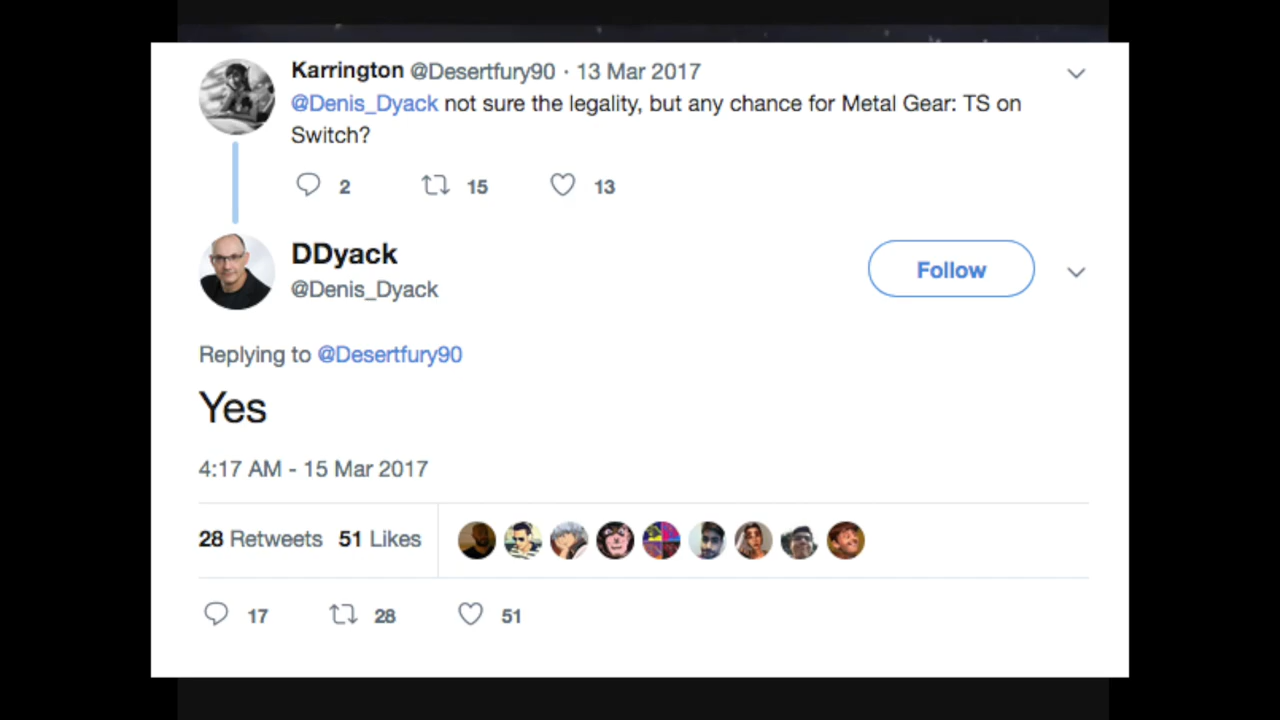 Karrington @Desertfury90 · 13 Mar 2017
@Denis_Dyack not sure the legality, but any chance for Metal Gear: TS on
Switch?
2 15 13
DDyack
@Denis_Dyack
Follow
Replying to @Desertfury90
Yes
4:17 AM - 15 Mar 2017
28 Retweets 51 Likes
17 28 51